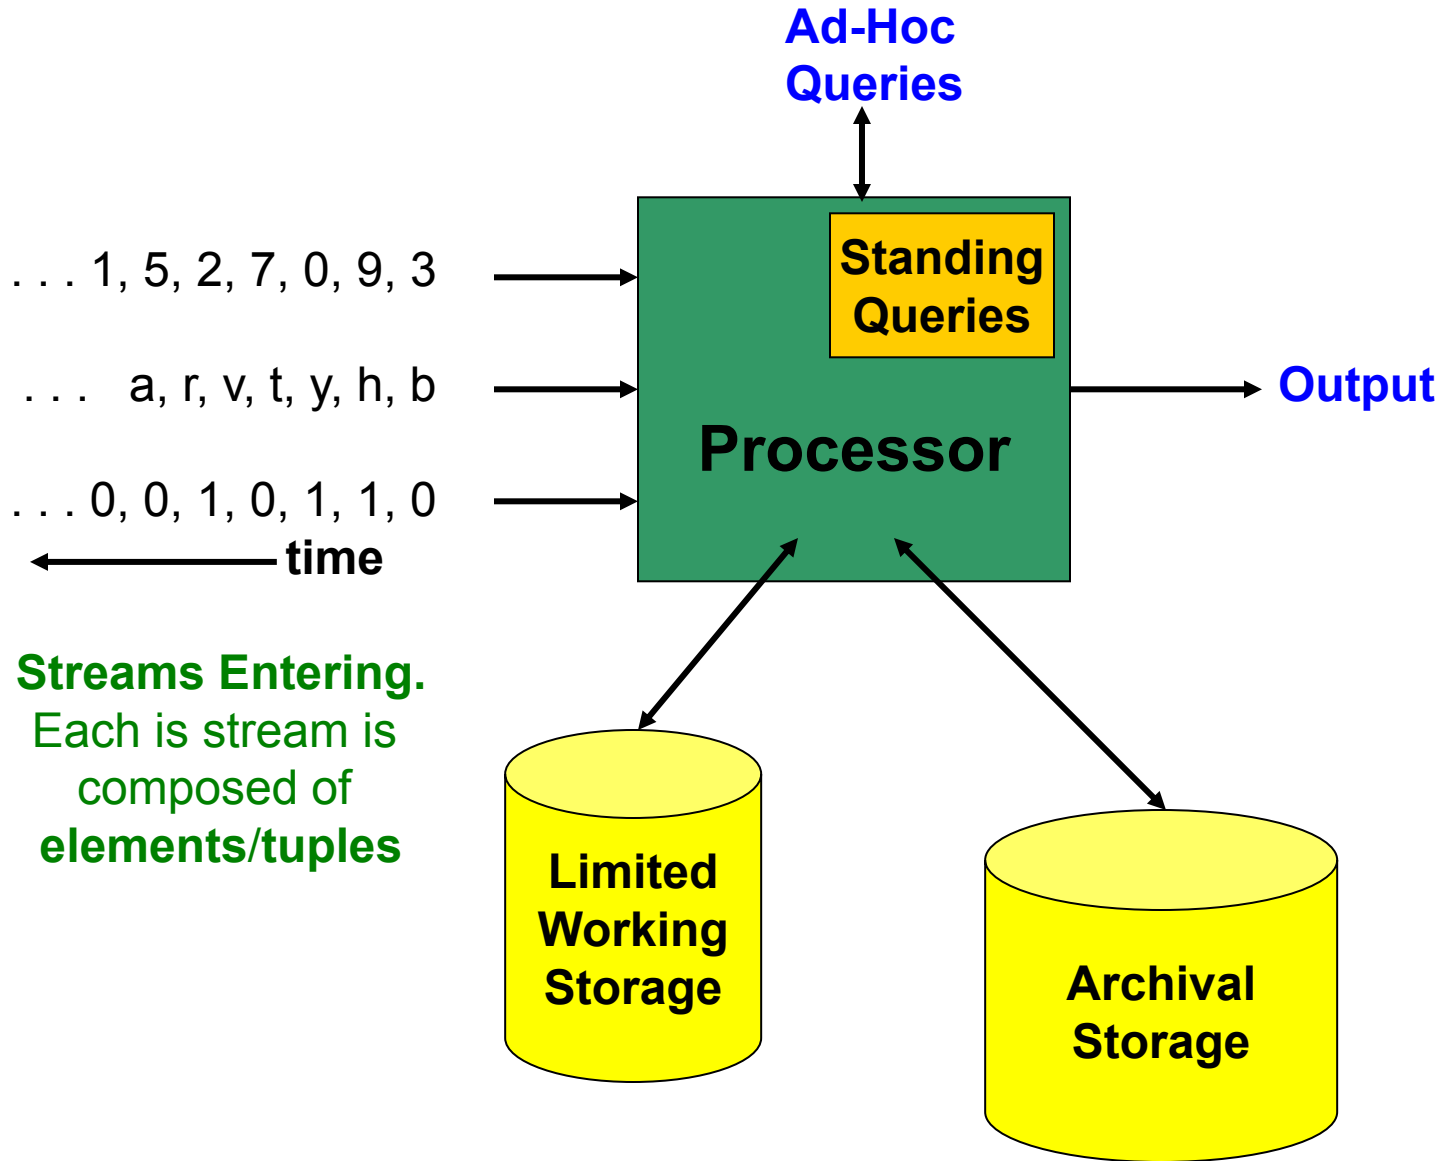 Ad-Hoc
Queries
. . . 1, 5, 2, 7, 0, 9, 3
. . . a, r, v, t, y, h, b
. . . 0, 0, 1, 0, 1, 1, 0
time
Streams Entering.
Each is stream is
composed of
elements/tuples
Standing
Queries
Processor
Output
Limited
Working
Storage
Archival
Storage